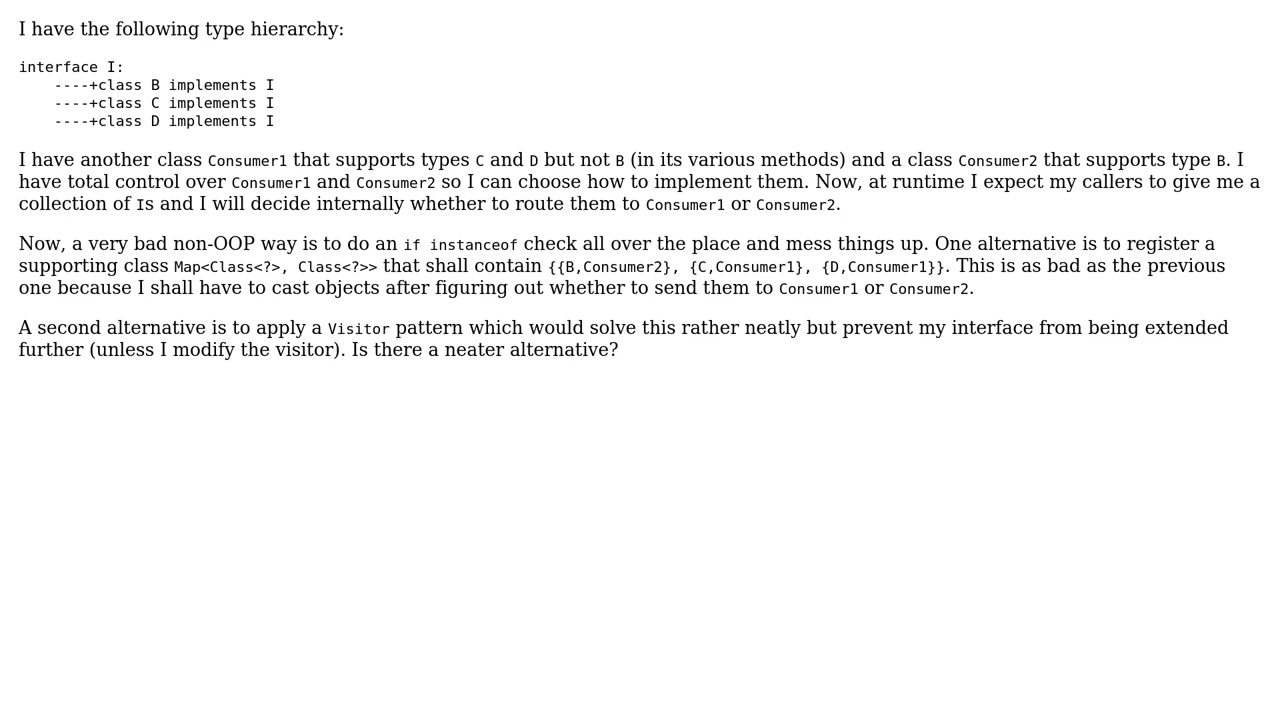 I have the following type hierarchy:
interface I:
    ----+class B implements I
    ----+class C implements I
    ----+class D implements I
I have another class Consumer1 that supports types C and D but not B (in its various methods) and a class Consumer2 that supports type B. I
have total control over Consumer1 and Consumer2 so I can choose how to implement them. Now, at runtime I expect my callers to give me a
collection of Is and I will decide internally whether to route them to Consumer1 or Consumer2.
Now, a very bad non-OOP way is to do an if instanceof check all over the place and mess things up. One alternative is to register a
supporting class Map<Class<?>, Class<?>> that shall contain {{B,Consumer2}, {C,Consumer1}, {D,Consumer1}}. This is as bad as the previous
one because I shall have to cast objects after figuring out whether to send them to Consumer1 or Consumer2.
A second alternative is to apply a Visitor pattern which would solve this rather neatly but prevent my interface from being extended
further (unless I modify the visitor). Is there a neater alternative?